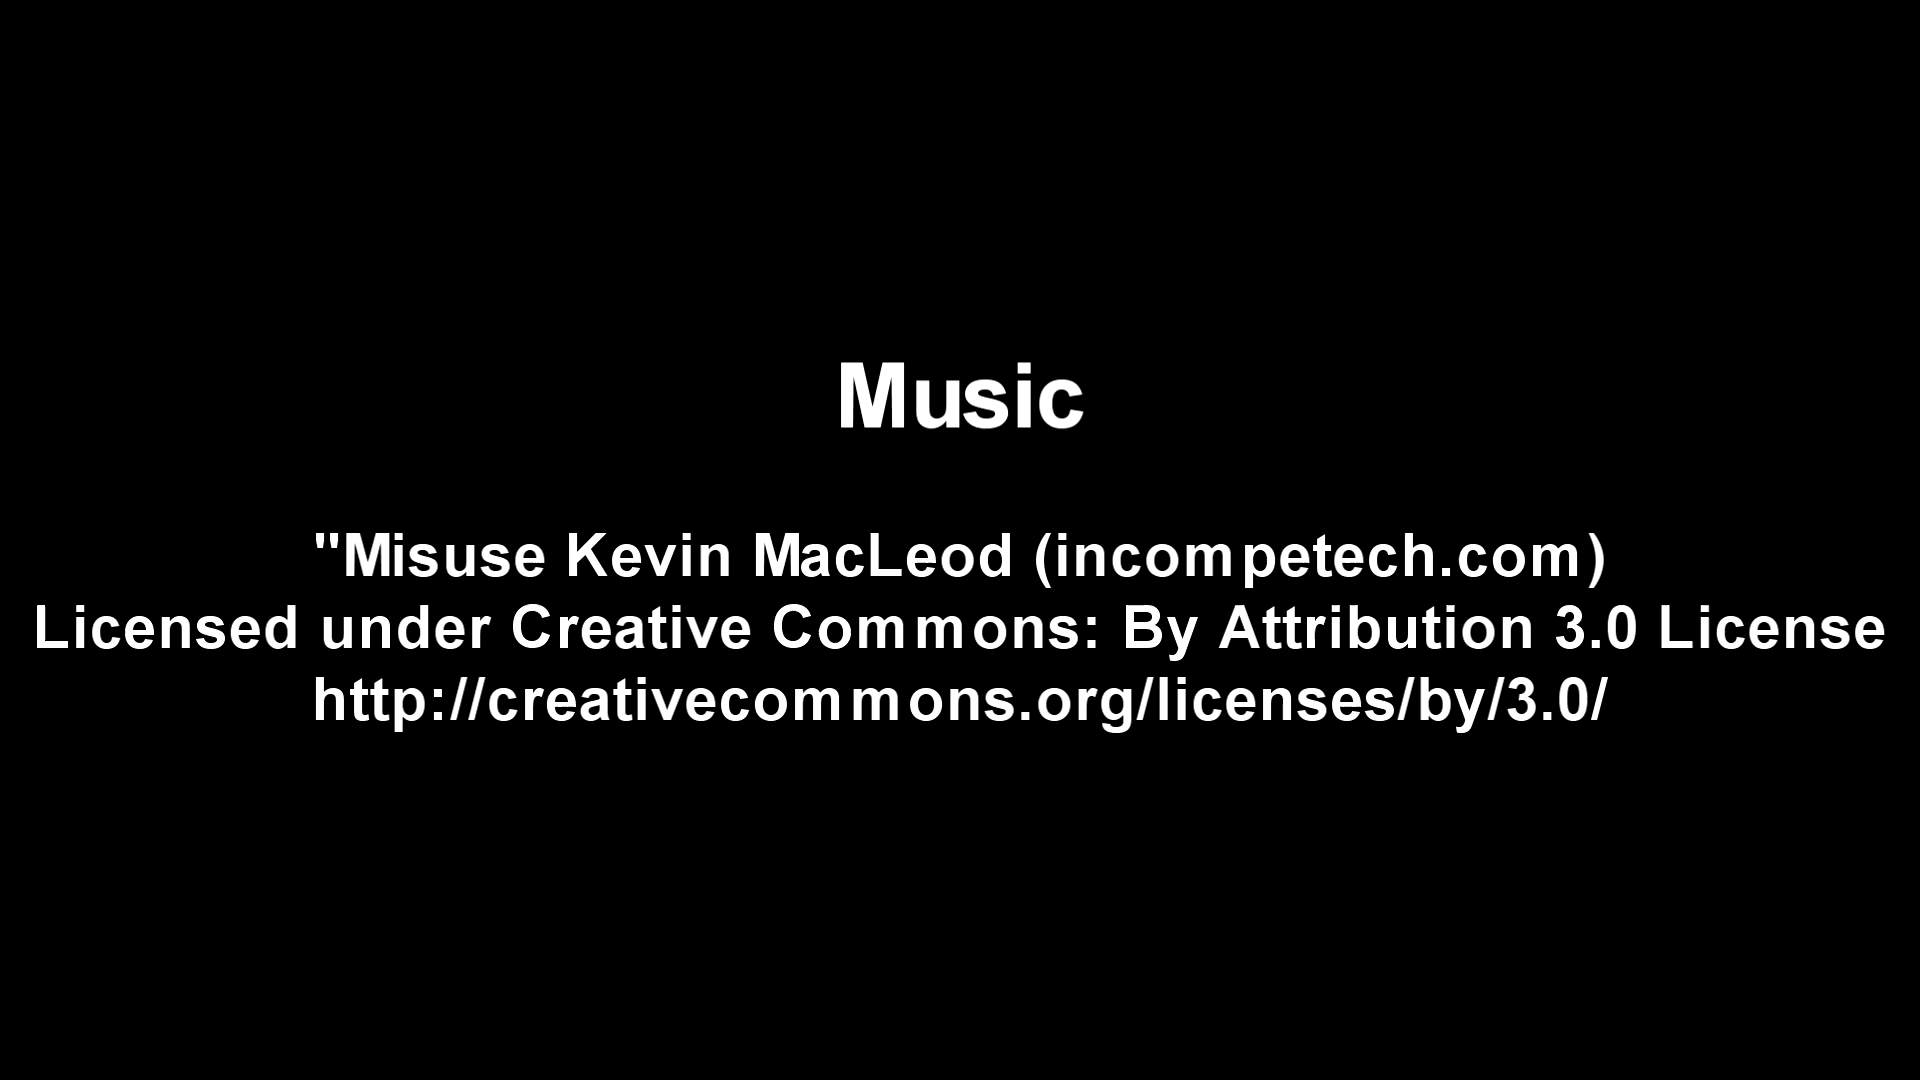 Music
"Misuse Kevin MacLeod (incompetech.com)
Licensed under Creative Commons: By Attribution 3.0 License
http://creativecommons.org/licenses/by/3.0/